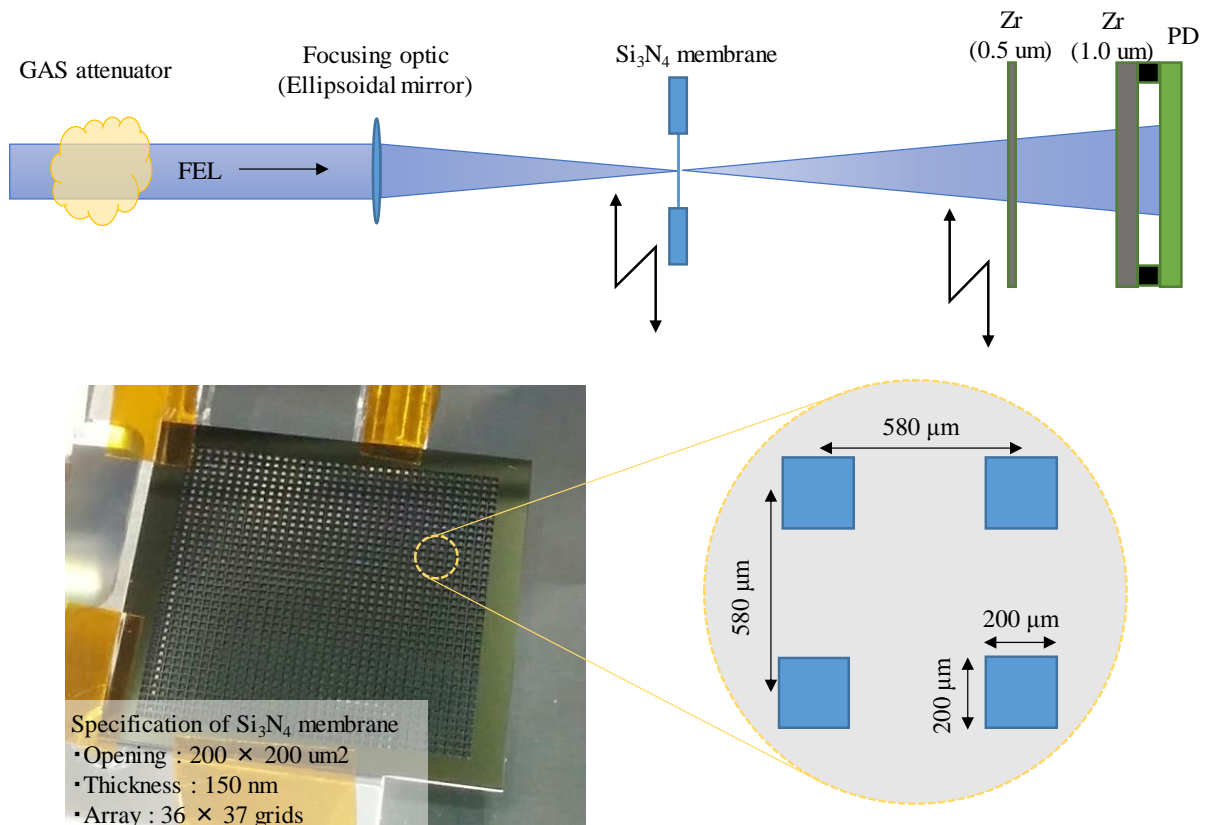 GAS attenuator
Focusing optic
(Ellipsoidal mirror)
Si₃N₄ membrane
Zr
(0.5 um)
Zr
(1.0 um)
PD
FEL
580 μm
580 μm
200 μm
200 μm
Specification of Si₃N₄ membrane
・Opening : 200 × 200 um2
・Thickness : 150 nm
・Array : 36 × 37 grids